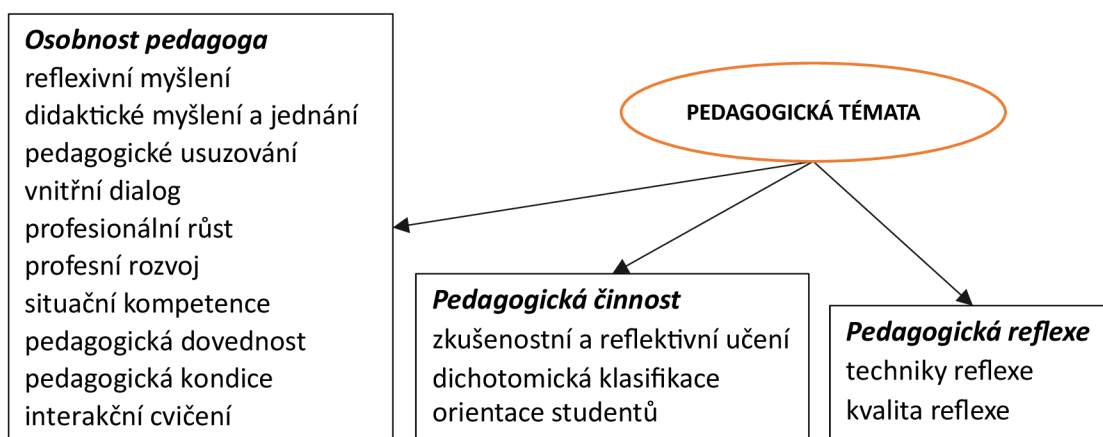 Osobnost pedagoga
reflexivní myšlení
didaktické myšlení a jednání
pedagogické usuzování
vnitřní dialog
profesionální růst
profesní rozvoj
situační kompetence
pedagogická dovednost
pedagogická kondice
interakční cvičení
PEDAGOGICKÁ TÉMATA
Pedagogická činnost
zkušenostní a reflektivní učení
dichotomická klasifikace
orientace studentů
Pedagogická reflexe
techniky reflexe
kvalita reflexe